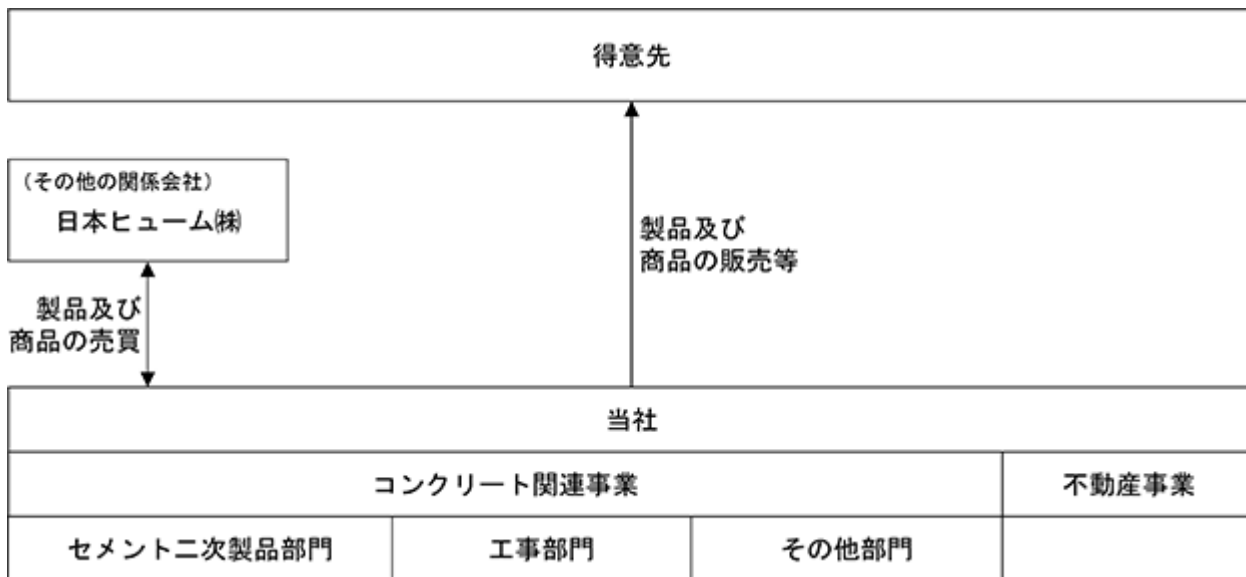 得意先
(その他の関係会社)
日本ヒューム㈱
製品及び
商品の販売等
製品及び
商品の売買
当社
コンクリート関連事業
不動産事業
セメント二次製品部門
工事部門
その他部門